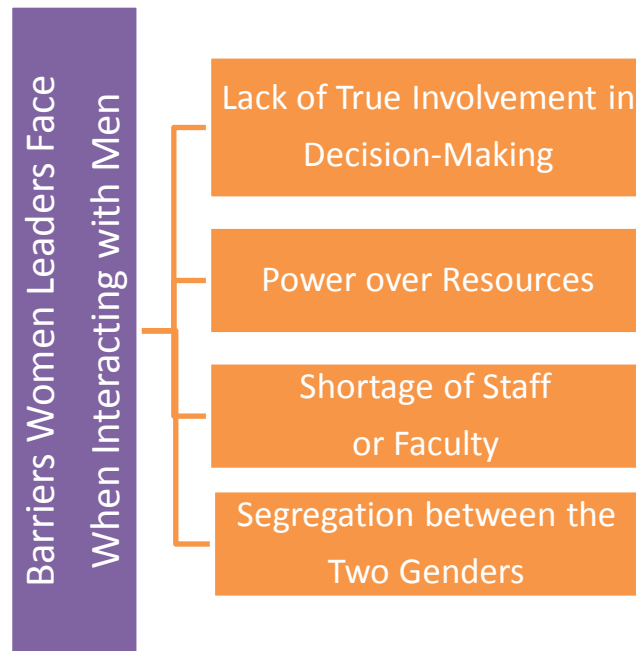 Barriers Women Leaders Face
When Interacting with Men
Lack of True Involvement in
Decision-Making
Power over Resources
Shortage of Staff
or Faculty
Segregation between the
Two Genders